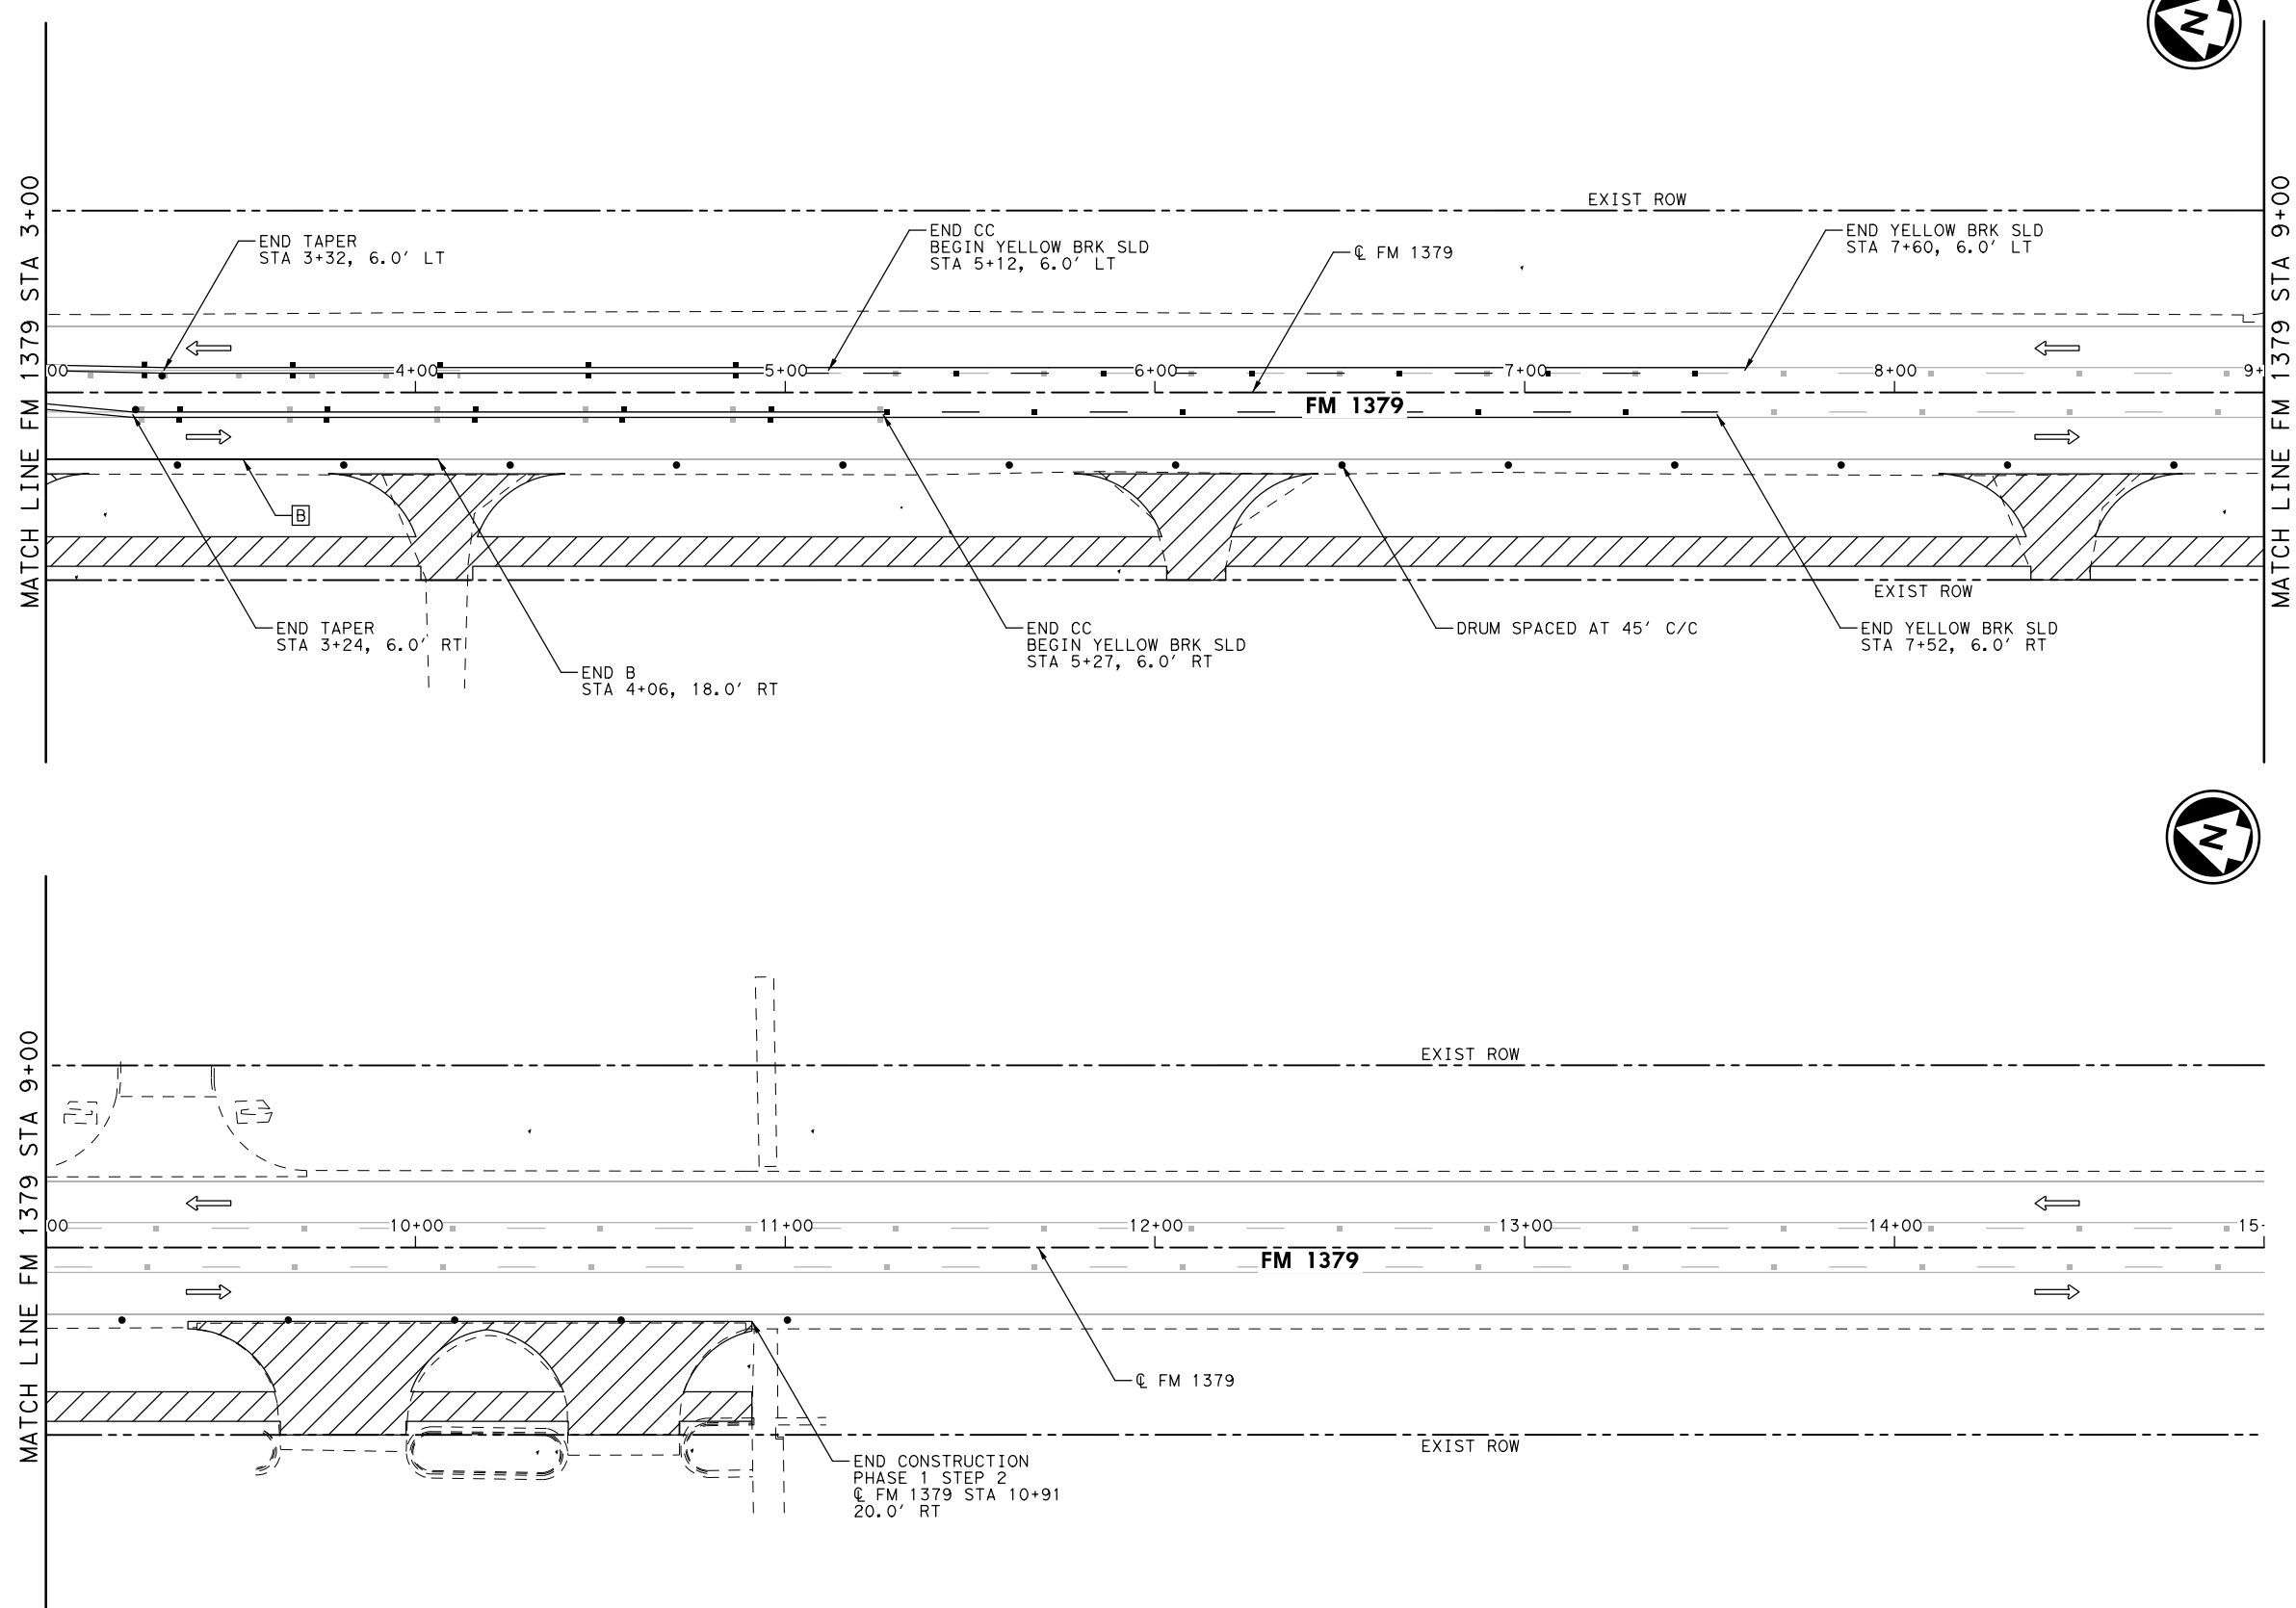 N
MATCH LINE FM 1379 STA 3+00
MATCH LINE FM 1379 STA 9+00
EXIST ROW
END TAPER
STA 3+32, 6.0' LT
END CC
BEGIN YELLOW BRK SLD
STA 5+12, 6.0' LT
℄ FM 1379
END YELLOW BRK SLD
STA 7+60, 6.0' LT
00 4+00 5+00 6+00 7+00 8+00 9+
FM 1379
B
EXIST ROW
END TAPER
STA 3+24, 6.0' RT
END B
STA 4+06, 18.0' RT
END CC
BEGIN YELLOW BRK SLD
STA 5+27, 6.0' RT
DRUM SPACED AT 45' C/C
END YELLOW BRK SLD
STA 7+52, 6.0' RT
N
MATCH LINE FM 1379 STA 9+00
EXIST ROW
00 10+00 11+00 12+00 13+00 14+00 15-
FM 1379
℄ FM 1379
EXIST ROW
END CONSTRUCTION
PHASE 1 STEP 2
℄ FM 1379 STA 10+91
20.0' RT